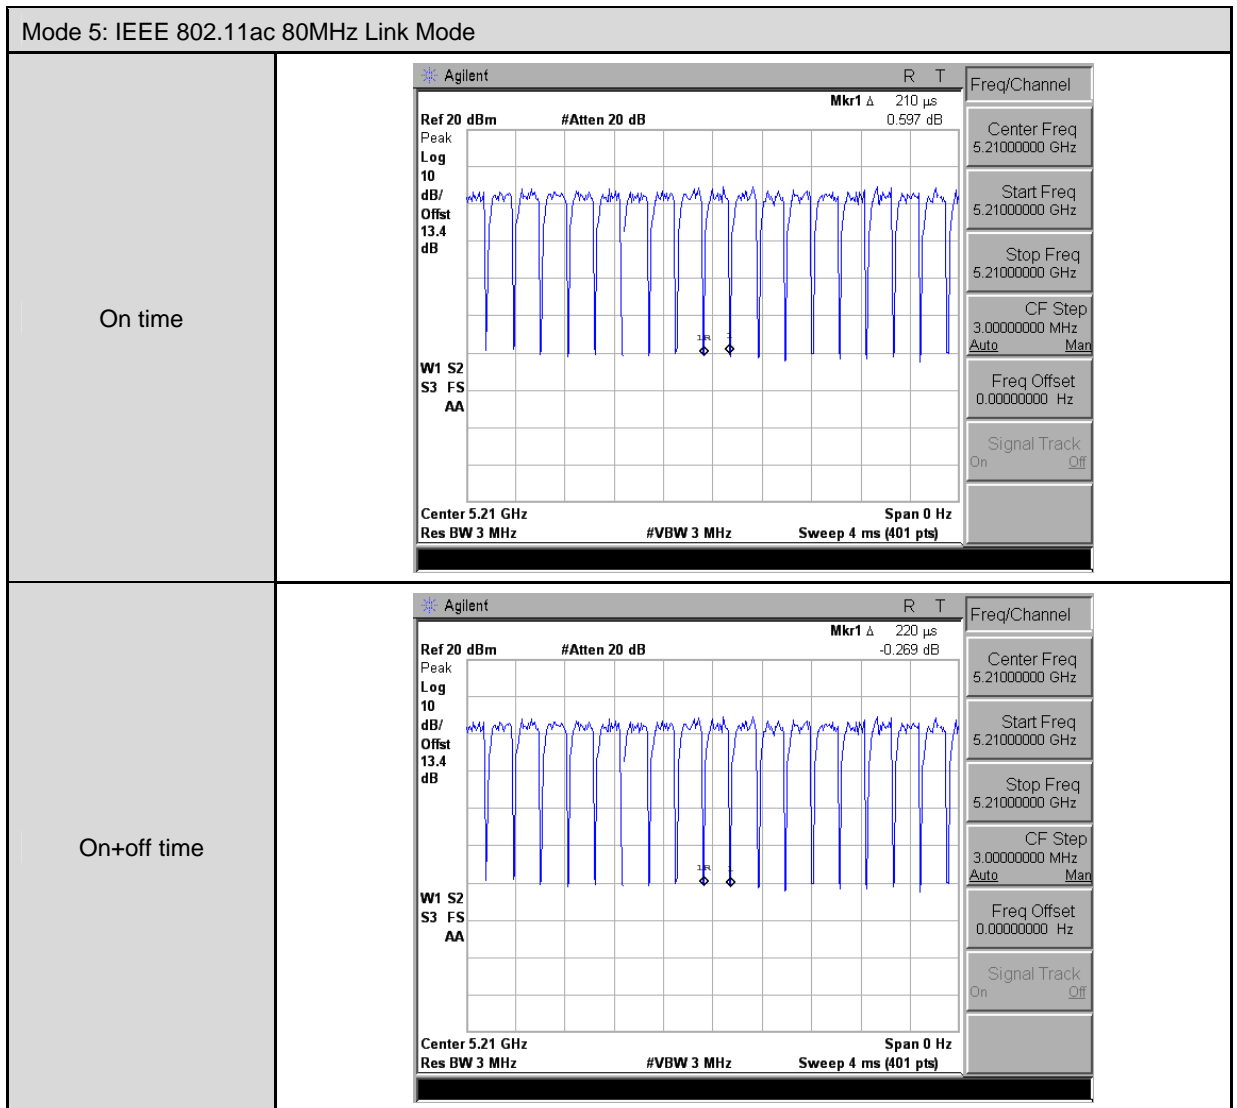 Mode 5: IEEE 802.11ac 80MHz Link Mode
On time
Agilent R T
Mkr1 Δ 210 µs
Ref 20 dBm #Atten 20 dB 0.597 dB
Peak
Log
10
dB/
Offst
13.4
dB
1R 1
W1 S2
S3 FS
AA
Center 5.21 GHz Span 0 Hz
Res BW 3 MHz #VBW 3 MHz Sweep 4 ms (401 pts)
Freq/Channel
Center Freq
5.21000000 GHz
Start Freq
5.21000000 GHz
Stop Freq
5.21000000 GHz
CF Step
3.00000000 MHz
Auto Man
Freq Offset
0.00000000 Hz
Signal Track
On Off
On+off time
Agilent R T
Mkr1 Δ 220 µs
Ref 20 dBm #Atten 20 dB -0.269 dB
Peak
Log
10
dB/
Offst
13.4
dB
1R 1
W1 S2
S3 FS
AA
Center 5.21 GHz Span 0 Hz
Res BW 3 MHz #VBW 3 MHz Sweep 4 ms (401 pts)
Freq/Channel
Center Freq
5.21000000 GHz
Start Freq
5.21000000 GHz
Stop Freq
5.21000000 GHz
CF Step
3.00000000 MHz
Auto Man
Freq Offset
0.00000000 Hz
Signal Track
On Off